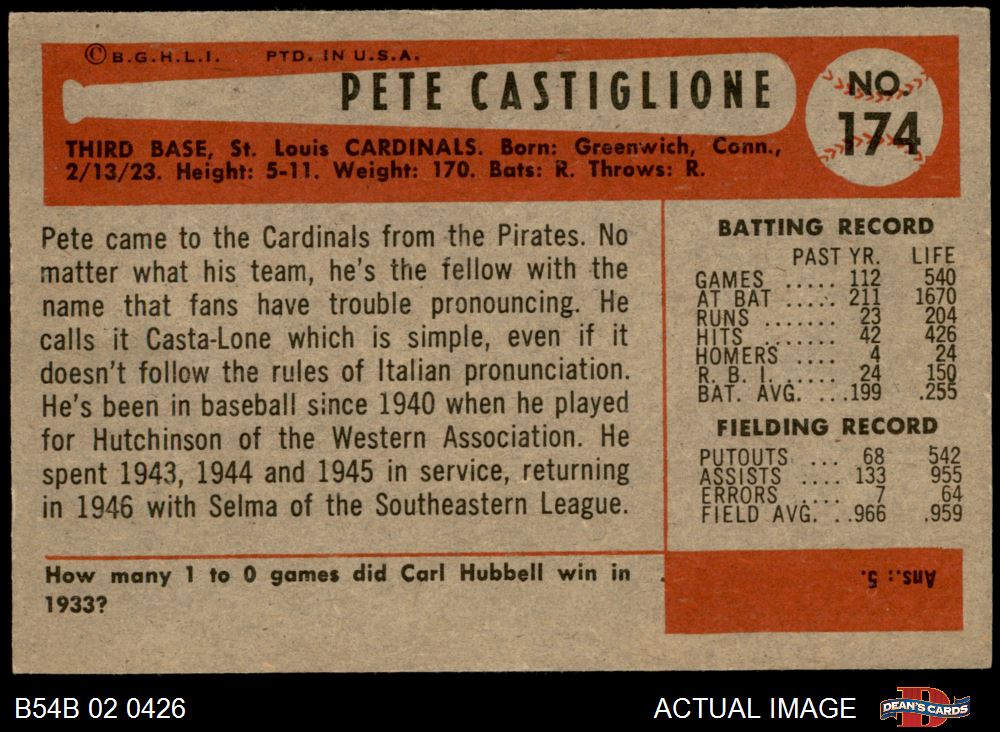 ©B.G.H.L.I. PTD. IN U.S.A.
PETE CASTIGLIONE
NO.
174
THIRD BASE, St. Louis CARDINALS. Born: Greenwich, Conn.,
2/13/23. Height: 5-11. Weight: 170. Bats: R. Throws: R.
Pete came to the Cardinals from the Pirates. No
matter what his team, he's the fellow with the
name that fans have trouble pronouncing. He
calls it Casta-Lone which is simple, even if it
doesn't follow the rules of Italian pronunciation.
He's been in baseball since 1940 when he played
for Hutchinson of the Western Association. He
spent 1943, 1944 and 1945 in service, returning
in 1946 with Selma of the Southeastern League.
BATTING RECORD
PAST YR. LIFE
GAMES ..... 112 540
AT BAT ..... 211 1670
RUNS ....... 23 204
HITS ....... 42 426
HOMERS .... 4 24
R. B. I. ..... 24 150
BAT. AVG. ...199 .255
FIELDING RECORD
PUTOUTS ... 68 542
ASSISTS .... 133 955
ERRORS .... 7 64
FIELD AVG. ..966 .959
How many 1 to 0 games did Carl Hubbell win in
1933?
Ans.: 5.
B54B 02 0426
ACTUAL IMAGE
D
DEAN'S CARDS